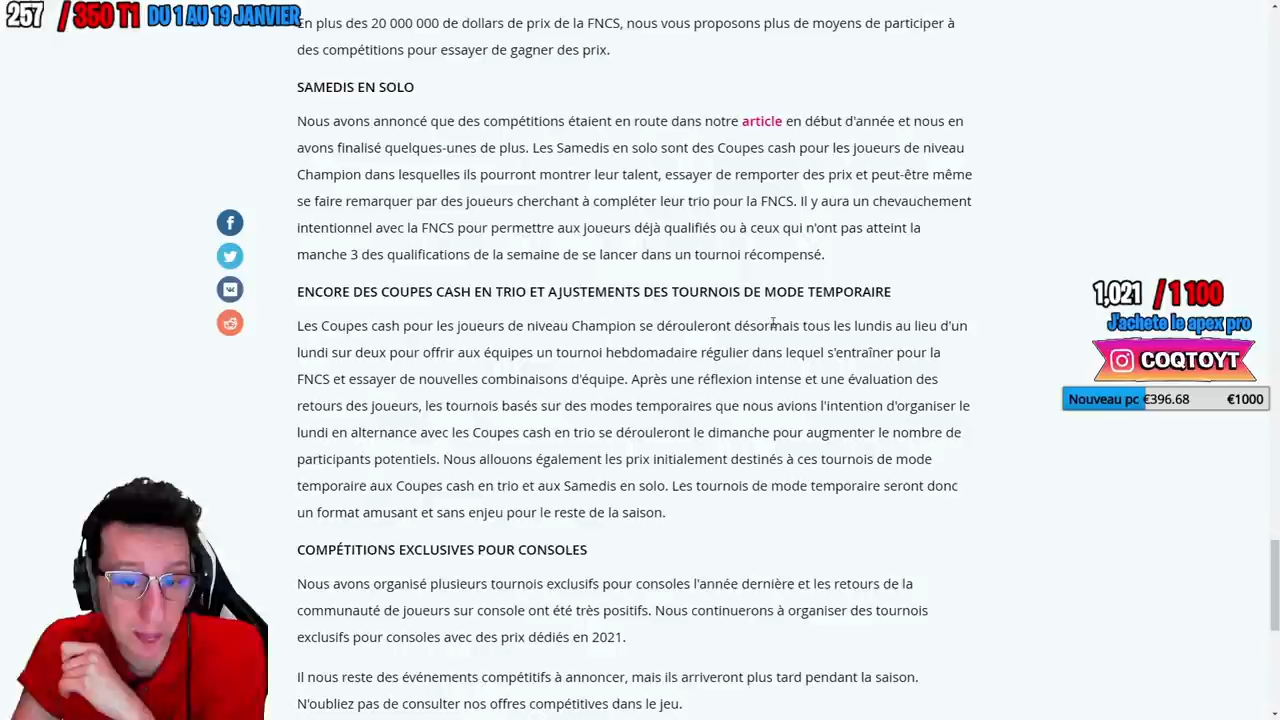 257 / 350 T1 DU 1 AU 19 JANVIER
En plus des 20 000 000 de dollars de prix de la FNCS, nous vous proposons plus de moyens de participer à
des compétitions pour essayer de gagner des prix.
SAMEDIS EN SOLO
Nous avons annoncé que des compétitions étaient en route dans notre article en début d'année et nous en
avons finalisé quelques-unes de plus. Les Samedis en solo sont des Coupes cash pour les joueurs de niveau
Champion dans lesquelles ils pourront montrer leur talent, essayer de remporter des prix et peut-être même
se faire remarquer par des joueurs cherchant à compléter leur trio pour la FNCS. Il y aura un chevauchement
intentionnel avec la FNCS pour permettre aux joueurs déjà qualifiés ou à ceux qui n'ont pas atteint la
manche 3 des qualifications de la semaine de se lancer dans un tournoi récompensé.
ENCORE DES COUPES CASH EN TRIO ET AJUSTEMENTS DES TOURNOIS DE MODE TEMPORAIRE
Les Coupes cash pour les joueurs de niveau Champion se dérouleront désormais tous les lundis au lieu d'un
lundi sur deux pour offrir aux équipes un tournoi hebdomadaire régulier dans lequel s'entraîner pour la
FNCS et essayer de nouvelles combinaisons d'équipe. Après une réflexion intense et une évaluation des
retours des joueurs, les tournois basés sur des modes temporaires que nous avions l'intention d'organiser le
lundi en alternance avec les Coupes cash en trio se dérouleront le dimanche pour augmenter le nombre de
participants potentiels. Nous allouons également les prix initialement destinés à ces tournois de mode
temporaire aux Coupes cash en trio et aux Samedis en solo. Les tournois de mode temporaire seront donc
un format amusant et sans enjeu pour le reste de la saison.
COMPÉTITIONS EXCLUSIVES POUR CONSOLES
Nous avons organisé plusieurs tournois exclusifs pour consoles l'année dernière et les retours de la
communauté de joueurs sur console ont été très positifs. Nous continuerons à organiser des tournois
exclusifs pour consoles avec des prix dédiés en 2021.
Il nous reste des événements compétitifs à annoncer, mais ils arriveront plus tard pendant la saison.
N'oubliez pas de consulter nos offres compétitives dans le jeu.
1,021 / 1 100
J'achete le apex pro
COQTOYT
Nouveau pc €396.68 €1000